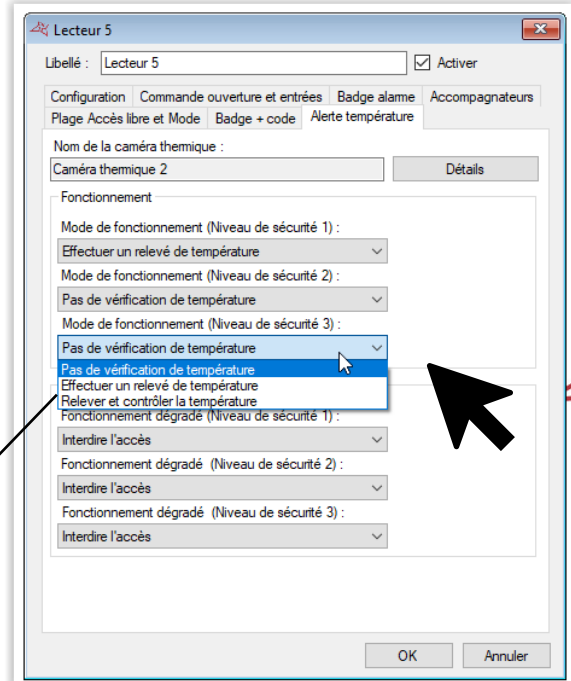 Lecteur 5
Libellé : Lecteur 5 Activer
Configuration Commande ouverture et entrées Badge alarme Accompagnateurs
Plage Accès libre et Mode Badge + code Alerte température
Nom de la caméra thermique :
Caméra thermique 2 Détails
Fonctionnement
Mode de fonctionnement (Niveau de sécurité 1) :
Effectuer un relevé de température
Mode de fonctionnement (Niveau de sécurité 2) :
Pas de vérification de température
Mode de fonctionnement (Niveau de sécurité 3) :
Pas de vérification de température
Pas de vérification de température
Effectuer un relevé de température
Relever et contrôler la température
Fonctionnement dégradé (Niveau de sécurité 1) :
Interdire l'accès
Fonctionnement dégradé (Niveau de sécurité 2) :
Interdire l'accès
Fonctionnement dégradé (Niveau de sécurité 3) :
Interdire l'accès
OK Annuler